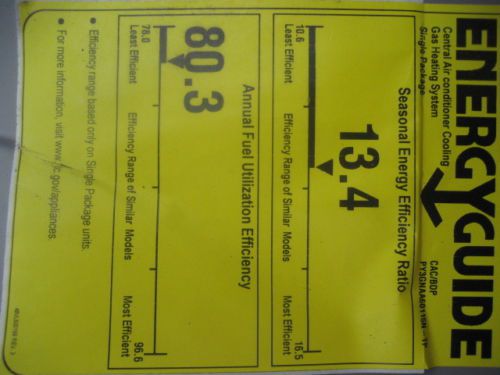 ENERGYGUIDE
Central Air conditioner Cooling
Gas Heating System
Single Package
CAC/BDP
Seasonal Energy Efficiency Ratio
13.4
10.6
Least Efficient
Efficiency Range of Similar Models
16.5
Most Efficient
Annual Fuel Utilization Efficiency
80.3
78.0
Least Efficient
Efficiency Range of Similar Models
96.6
Most Efficient
• Efficiency range based only on Single Package units.
• For more information, visit www.ftc.gov/appliances.